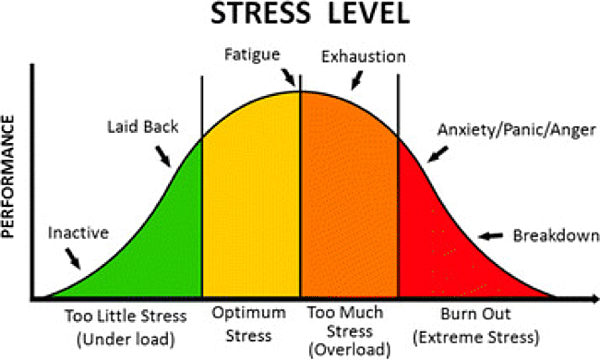 STRESS LEVEL
Fatigue
Exhaustion
Laid Back
Anxiety/Panic/Anger
Inactive
Breakdown
PERFORMANCE
Too Little Stress
(Under load)
Optimum
Stress
Too Much
Stress
(Overload)
Burn Out
(Extreme Stress)